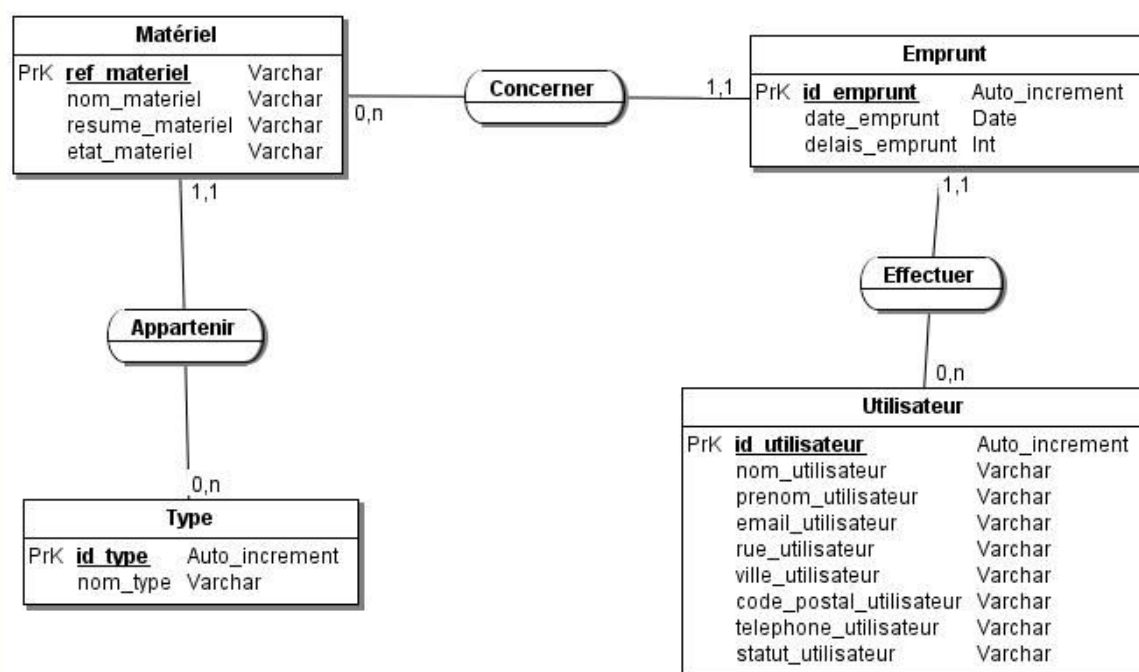 Matériel
PrK ref_materiel Varchar
nom_materiel Varchar
resume_materiel Varchar
etat_materiel Varchar
0,n
Concerner
1,1
Emprunt
PrK id_emprunt Auto_increment
date_emprunt Date
delais_emprunt Int
1,1
Appartenir
0,n
Type
PrK id_type Auto_increment
nom_type Varchar
1,1
Effectuer
0,n
Utilisateur
PrK id_utilisateur Auto_increment
nom_utilisateur Varchar
prenom_utilisateur Varchar
email_utilisateur Varchar
rue_utilisateur Varchar
ville_utilisateur Varchar
code_postal_utilisateur Varchar
telephone_utilisateur Varchar
statut_utilisateur Varchar